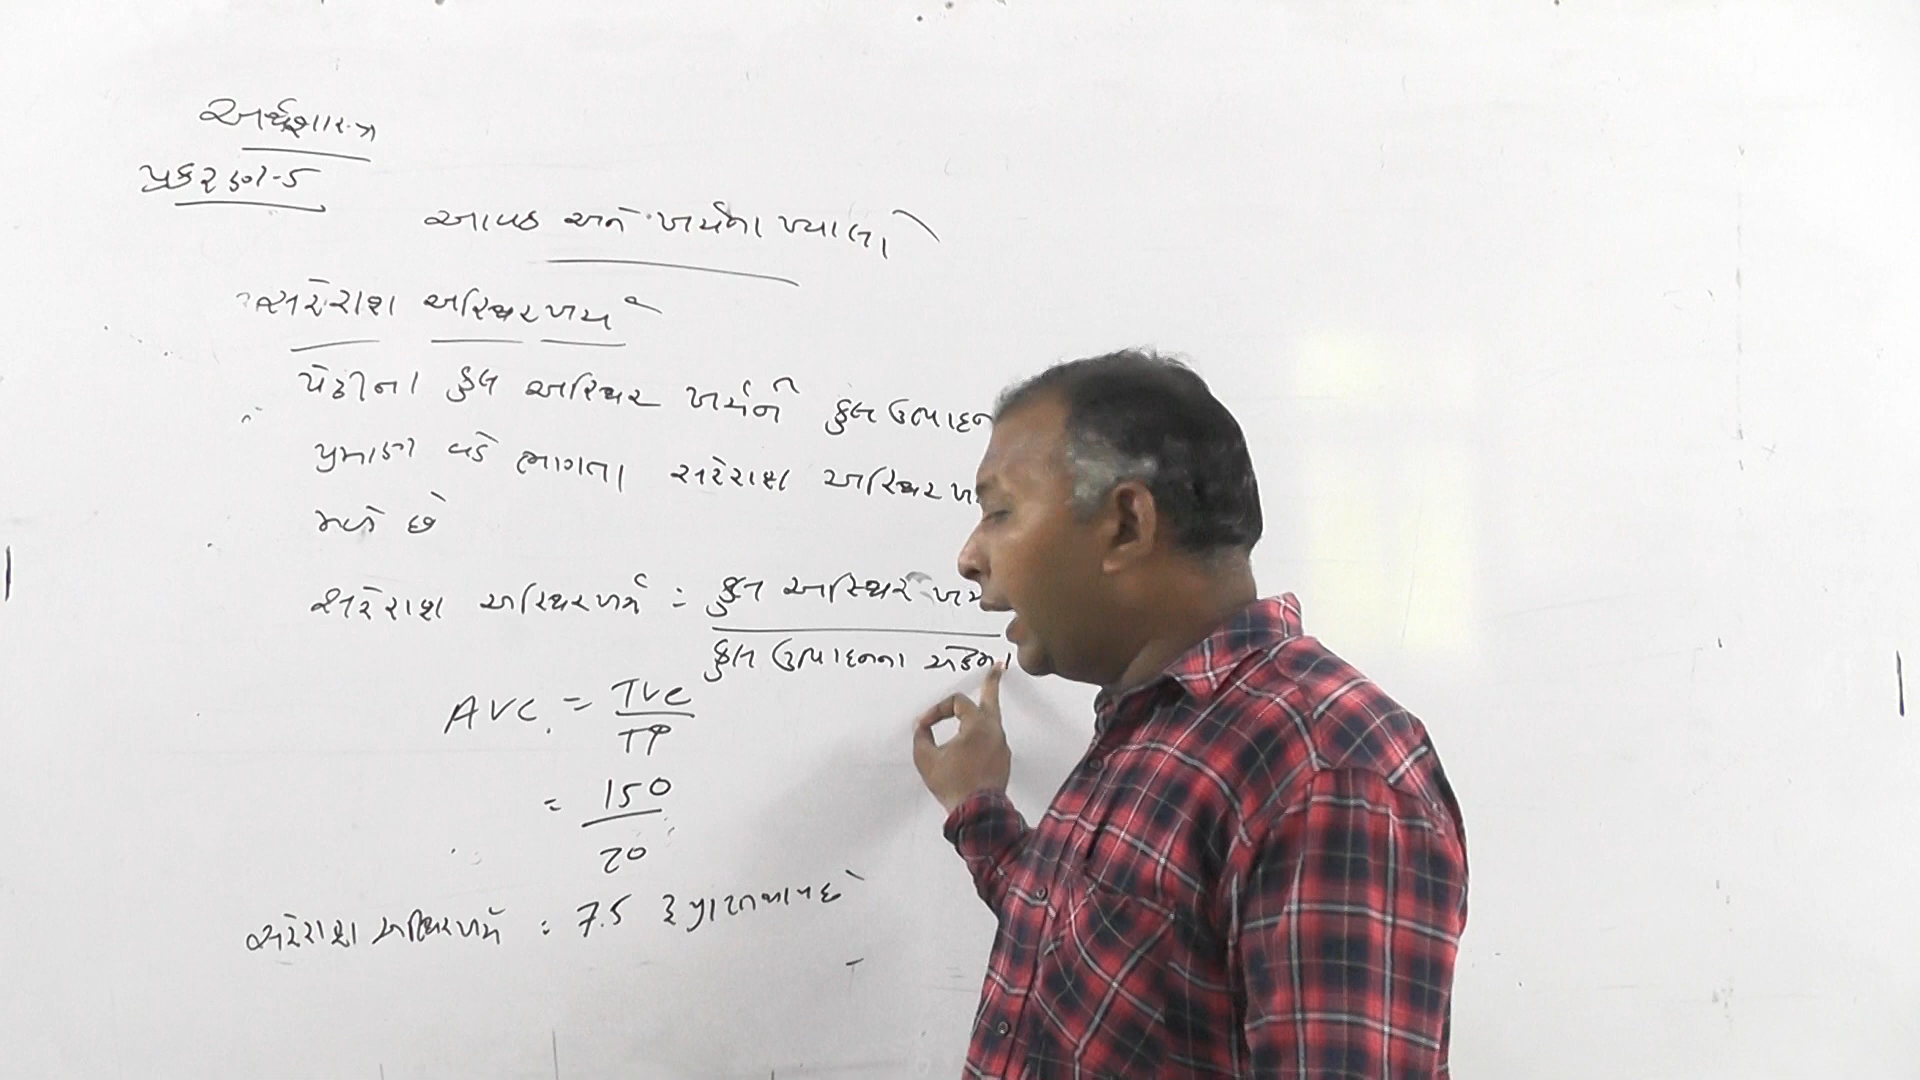 અર્થશાસ્ત્ર
પ્રકરણ-5
આવક અને ખર્ચના ખ્યાલો
સરેરાશ અસ્થિર ખર્ચ
પેઢીના કુલ અસ્થિર ખર્ચને કુલ ઉત્પાદન
પ્રમાણ વડે ભાગતા સરેરાશ અસ્થિર
મળે છે
સરેરાશ અસ્થિર ખર્ચ = કુલ અસ્થિર ખર્ચ
કુલ ઉત્પાદનના એકમો
AVC = TVC
TP
= 150
20
સરેરાશ અસ્થિર ખર્ચ = 7.5 રૂ